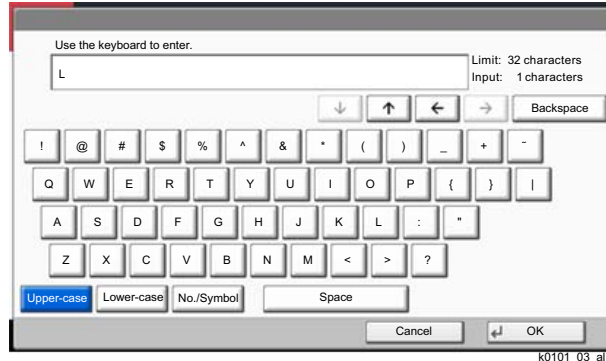 Use the keyboard to enter.
L
Limit: 32 characters
Input: 1 characters
Backspace
! @ # $ % ^ & * ( ) _ + ~
Q W E R T Y U I O P { } |
A S D F G H J K L : "
Z X C V B N M < > ?
Upper-case Lower-case No./Symbol Space
Cancel OK
k0101_03_al